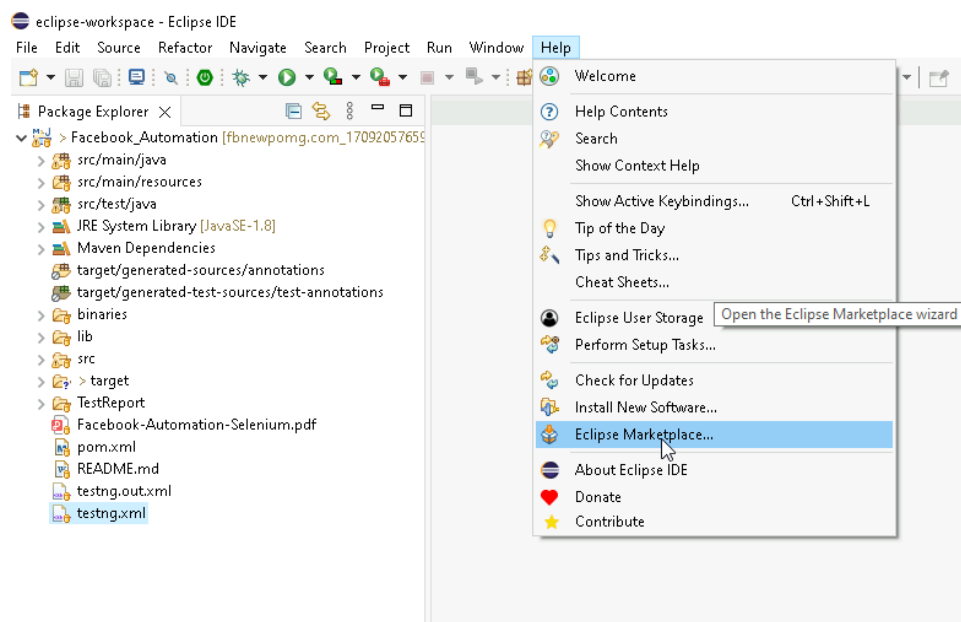 eclipse-workspace - Eclipse IDE
File Edit Source Refactor Navigate Search Project Run Window Help
Package Explorer
> Facebook_Automation [fbnewpomg.com_17092057659
src/main/java
src/main/resources
src/test/java
JRE System Library [JavaSE-1.8]
Maven Dependencies
target/generated-sources/annotations
target/generated-test-sources/test-annotations
binaries
lib
src
> target
TestReport
Facebook-Automation-Selenium.pdf
pom.xml
README.md
testng.out.xml
testng.xml
Welcome
Help Contents
Search
Show Context Help
Show Active Keybindings... Ctrl+Shift+L
Tip of the Day
Tips and Tricks...
Cheat Sheets...
Eclipse User Storage
Open the Eclipse Marketplace wizard
Perform Setup Tasks...
Check for Updates
Install New Software...
Eclipse Marketplace...
About Eclipse IDE
Donate
Contribute